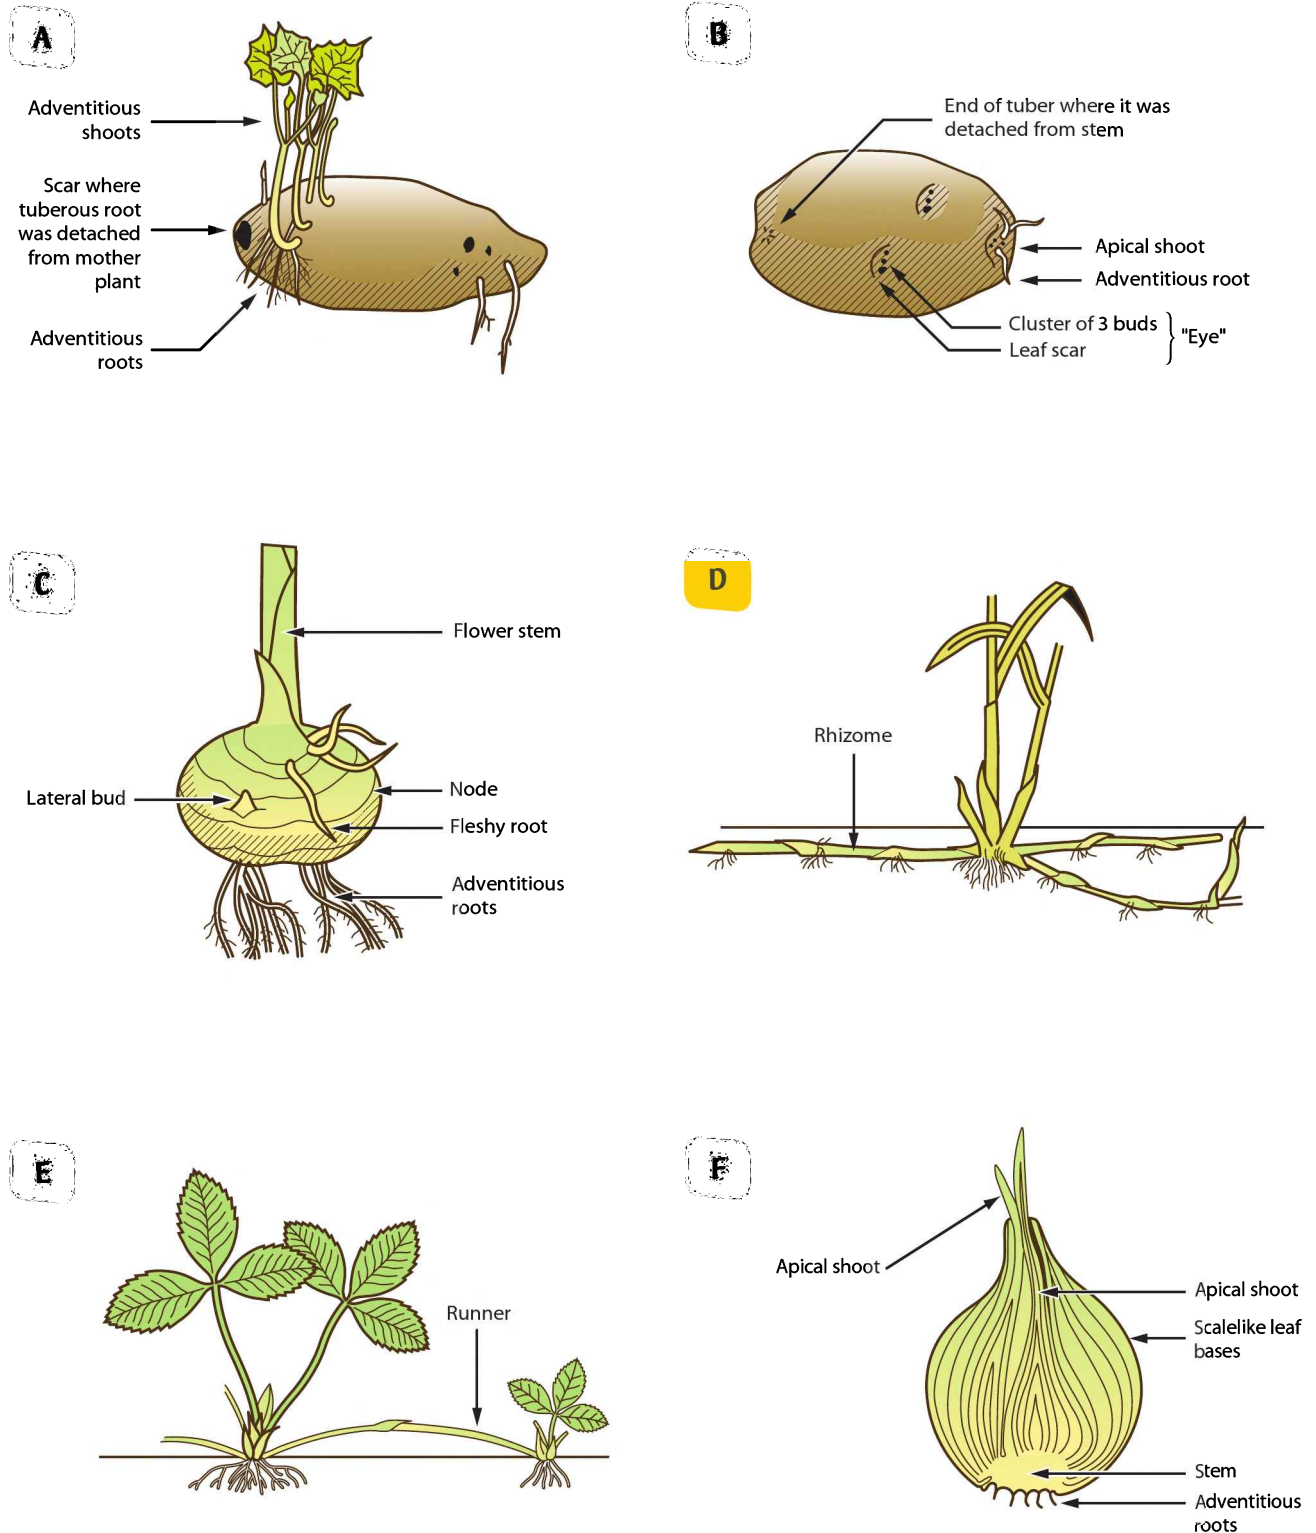 A
Adventitious
shoots
Scar where
tuberous root
was detached
from mother
plant
Adventitious
roots
B
End of tuber where it was
detached from stem
Apical shoot
Adventitious root
Cluster of 3 buds
Leaf scar
"Eye"
C
Flower stem
Lateral bud
Node
Fleshy root
Adventitious
roots
D
Rhizome
E
Runner
F
Apical shoot
Apical shoot
Scalelike leaf
bases
Stem
Adventitious
roots